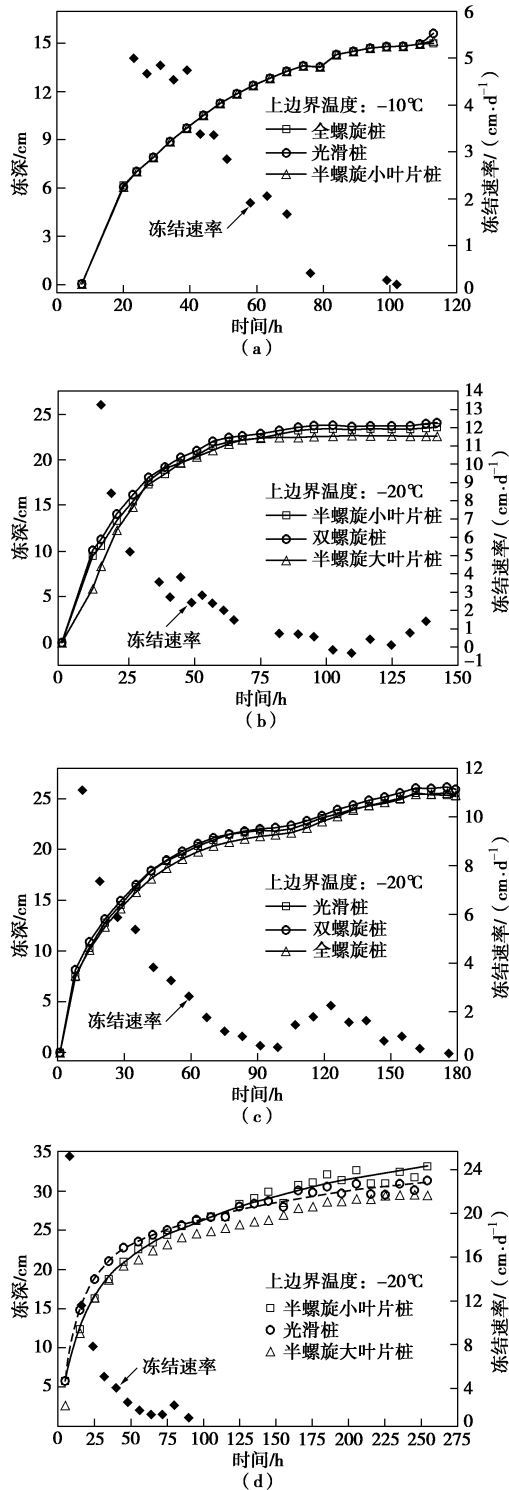 冻深/cm
15
12
9
6
3
0
6
5
4
3
2
1
0
冻结速率/(cm·d⁻¹)
上边界温度：–10℃
全螺旋桩
光滑桩
半螺旋小叶片桩
冻结速率
0 20 40 60 80 100 120
时间/h
(a)
冻深/cm
25
20
15
10
5
0
14
13
12
11
10
9
8
7
6
5
4
3
2
1
0
–1
冻结速率/(cm·d⁻¹)
上边界温度：–20℃
半螺旋小叶片桩
双螺旋桩
半螺旋大叶片桩
冻结速率
0 25 50 75 100 125 150
时间/h
(b)
冻深/cm
25
20
15
10
5
0
12
10
8
6
4
2
0
冻结速率/(cm·d⁻¹)
上边界温度：–20℃
光滑桩
双螺旋桩
全螺旋桩
冻结速率
0 30 60 90 120 150 180
时间/h
(c)
冻深/cm
35
30
25
20
15
10
5
24
20
16
12
8
4
0
冻结速率/(cm·d⁻¹)
上边界温度：–20℃
半螺旋小叶片桩
光滑桩
半螺旋大叶片桩
冻结速率
0 25 50 75 100 125 150 175 200 225 250 275
时间/h
(d)